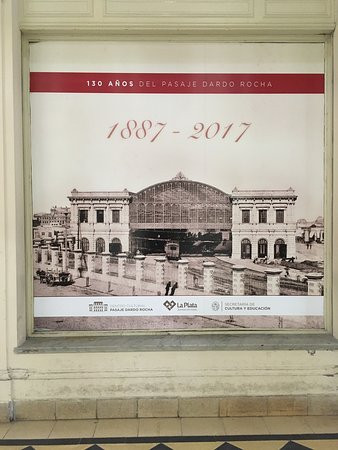 130 AÑOS DEL PASAJE DARDO ROCHA
1887 - 2017
PASAJE DARDO ROCHA
La Plata
SECRETARÍA DE
CULTURA Y EDUCACIÓN